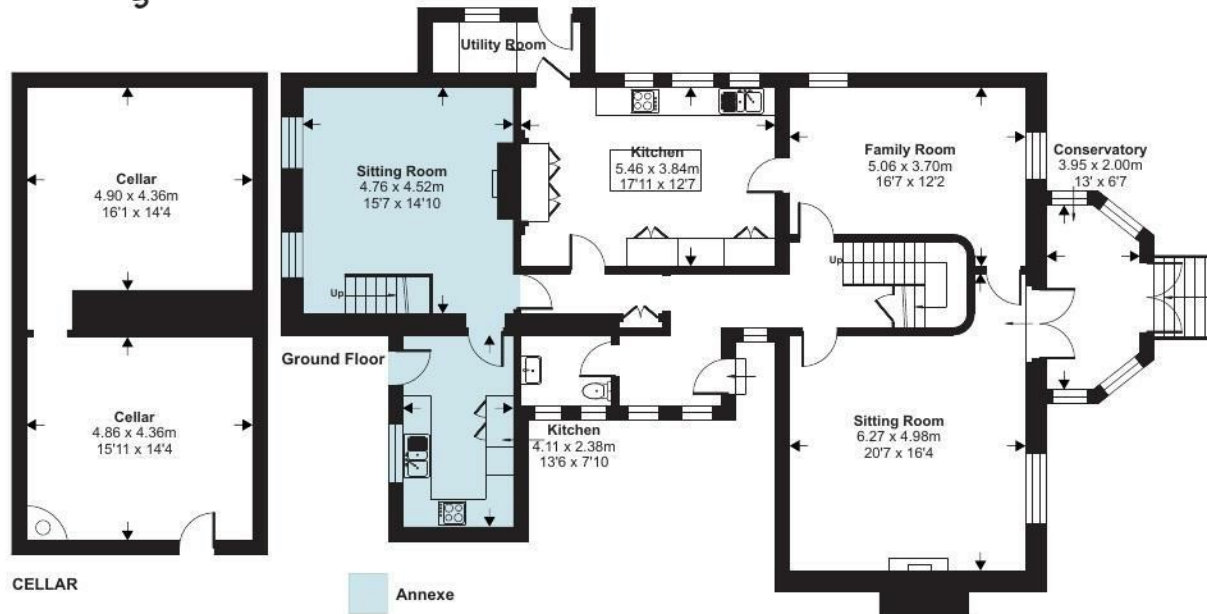 Utility Room
Cellar
4.90 x 4.36m
16'1 x 14'4
Sitting Room
4.76 x 4.52m
15'7 x 14'10
Up
Kitchen
5.46 x 3.84m
17'11 x 12'7
Family Room
5.06 x 3.70m
16'7 x 12'2
Conservatory
3.95 x 2.00m
13' x 6'7
Up
Ground Floor
Cellar
4.86 x 4.36m
15'11 x 14'4
Kitchen
4.11 x 2.38m
13'6 x 7'10
Sitting Room
6.27 x 4.98m
20'7 x 16'4
CELLAR
Annexe